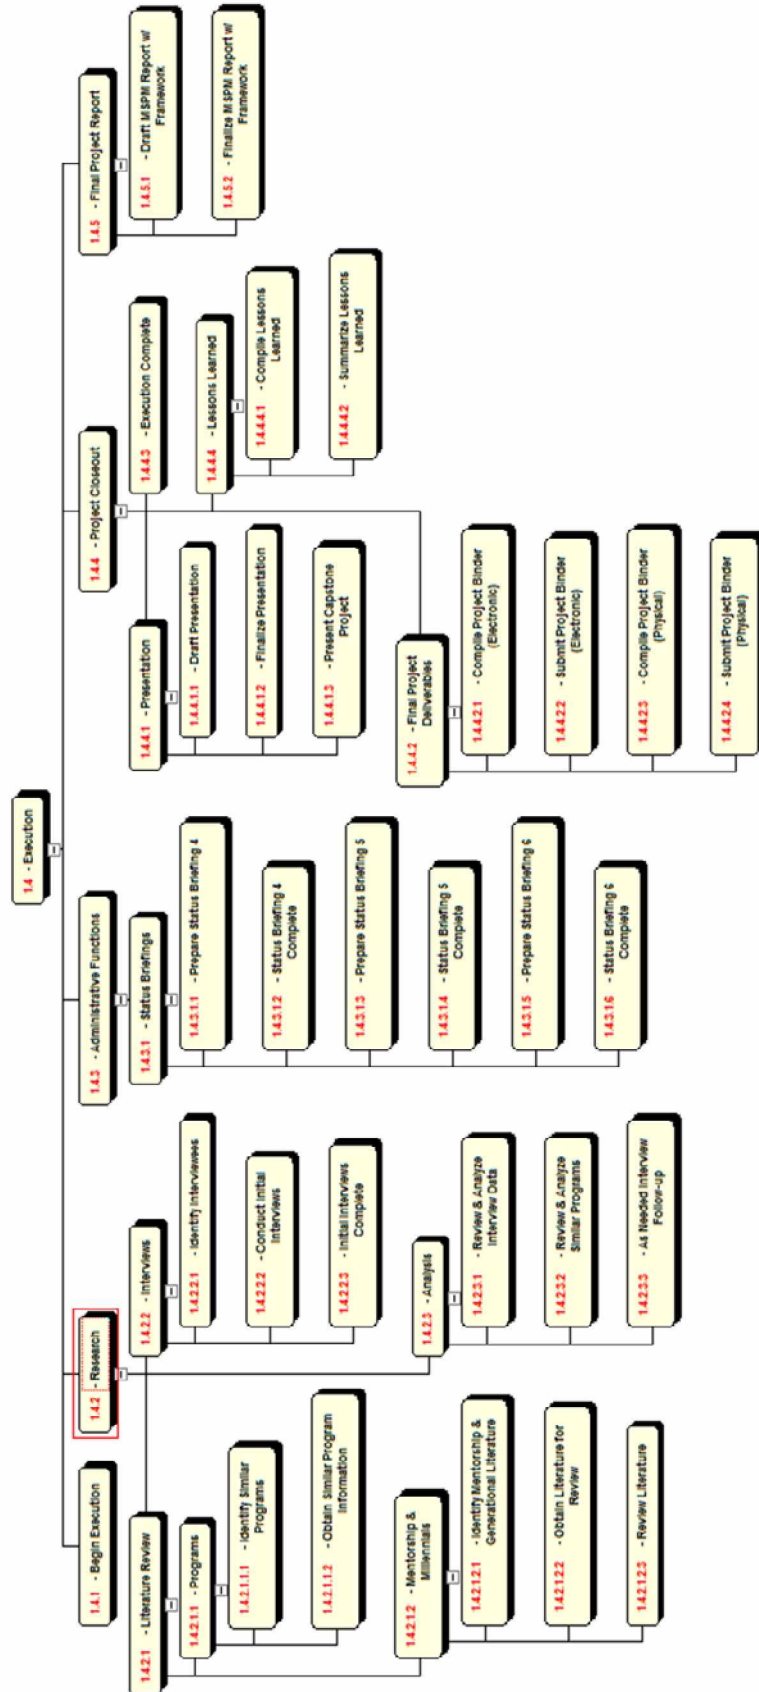 1.4 - Execution
1.4.1 - Begin Execution
1.4.2 - Research
1.4.2.1 - Literature Review
1.4.2.1.1 - Programs
1.4.2.1.1.1 - Identify Similar
Programs
1.4.2.1.1.2 - Obtain Similar Program
Information
1.4.2.1.2 - Mentorship &
Millennials
1.4.2.1.2.1 - Identify Mentorship &
Generational Literature
1.4.2.1.2.2 - Obtain Literature for
Review
1.4.2.1.2.3 - Review Literature
1.4.2.2 - Interviews
1.4.2.2.1 - Identify Interviewees
1.4.2.2.2 - Conduct Initial
Interviews
1.4.2.2.3 - Initial Interviews
Complete
1.4.2.3 - Analysis
1.4.2.3.1 - Review & Analyze
Interview Data
1.4.2.3.2 - Review & Analyze
Similar Programs
1.4.2.3.3 - As Needed Interview
Follow-up
1.4.3 - Administrative Functions
1.4.3.1 - Status Briefings
1.4.3.1.1 - Prepare Status Briefing 4
1.4.3.1.2 - Status Briefing 4
Complete
1.4.3.1.3 - Prepare Status Briefing 5
1.4.3.1.4 - Status Briefing 5
Complete
1.4.3.1.5 - Prepare Status Briefing 6
1.4.3.1.6 - Status Briefing 6
Complete
1.4.4 - Project Closeout
1.4.4.1 - Presentation
1.4.4.1.1 - Draft Presentation
1.4.4.1.2 - Finalize Presentation
1.4.4.1.3 - Present Capstone
Project
1.4.4.2 - Final Project
Deliverables
1.4.4.2.1 - Compile Project Binder
(Electronic)
1.4.4.2.2 - Submit Project Binder
(Electronic)
1.4.4.2.3 - Compile Project Binder
(Physical)
1.4.4.2.4 - Submit Project Binder
(Physical)
1.4.4.3 - Execution Complete
1.4.4.4 - Lessons Learned
1.4.4.4.1 - Compile Lessons
Learned
1.4.4.4.2 - Summarize Lessons
Learned
1.4.5 - Final Project Report
1.4.5.1 - Draft MSPM Report w/
Framework
1.4.5.2 - Finalize MSPM Report w/
Framework